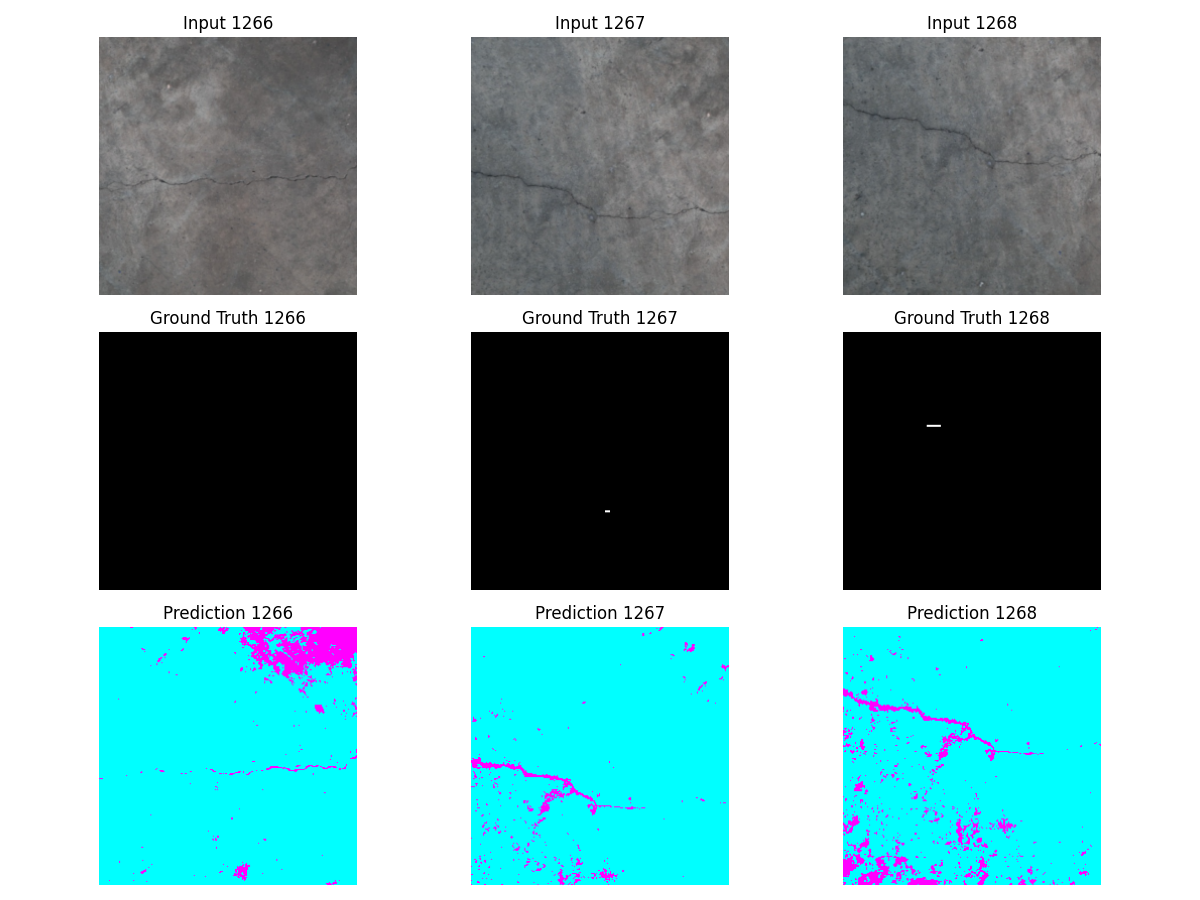 Input 1266
Input 1267
Input 1268
Ground Truth 1266
Ground Truth 1267
Ground Truth 1268
Prediction 1266
Prediction 1267
Prediction 1268